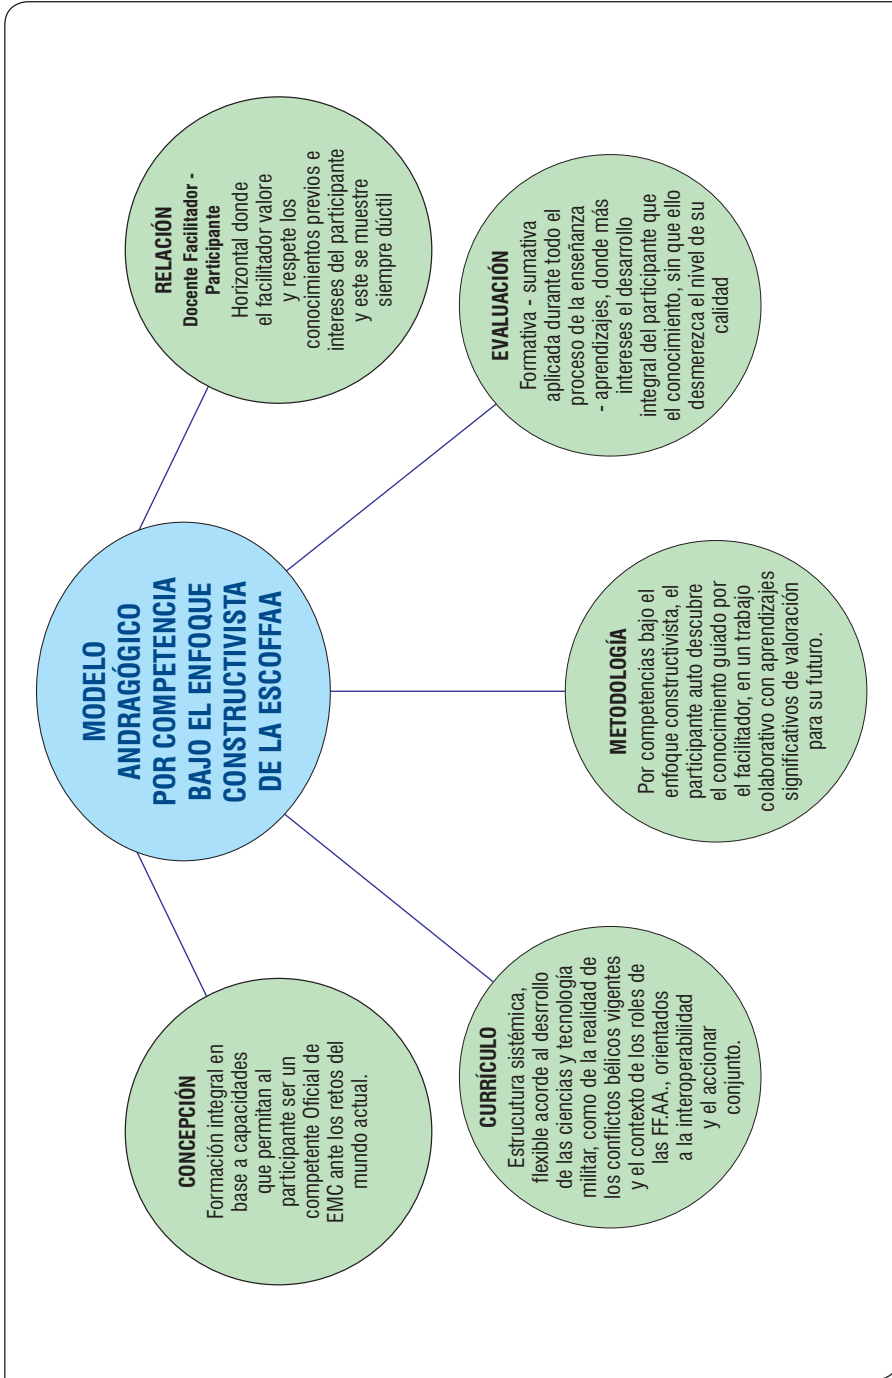 MODELO
ANDRAGÓGICO
POR COMPETENCIA
BAJO EL ENFOQUE
CONSTRUCTIVISTA
DE LA ESCOFFAA
CONCEPCIÓN
Formación integral en
base a capacidades
que permitan al
participante ser un
competente Oficial de
EMC ante los retos del
mundo actual.
CURRÍCULO
Estrucutura sistémica,
flexible acorde al desrrollo
de las ciencias y tecnología
militar, como de la realidad de
los conflictos bélicos vigentes
y el contexto de los roles de
las FF.AA., orientados
a la interoperabilidad
y el accionar
conjunto.
METODOLOGÍA
Por competencias bajo el
enfoque constructivista, el
participante auto descubre
el conocimiento guiado por
el facilitador, en un trabajo
colaborativo con aprendizajes
significativos de valoración
para su futuro.
EVALUACIÓN
Formativa - sumativa
aplicada durante todo el
proceso de la enseñanza
- aprendizajes, donde más
intereses el desarrollo
integral del participante que
el conocimiento, sin que ello
desmerezca el nivel de su
calidad
RELACIÓN
Docente Facilitador -
Participante
Horizontal donde
el facilitador valore
y respete los
conocimientos previos e
intereses del participante
y este se muestre
siempre dúctil